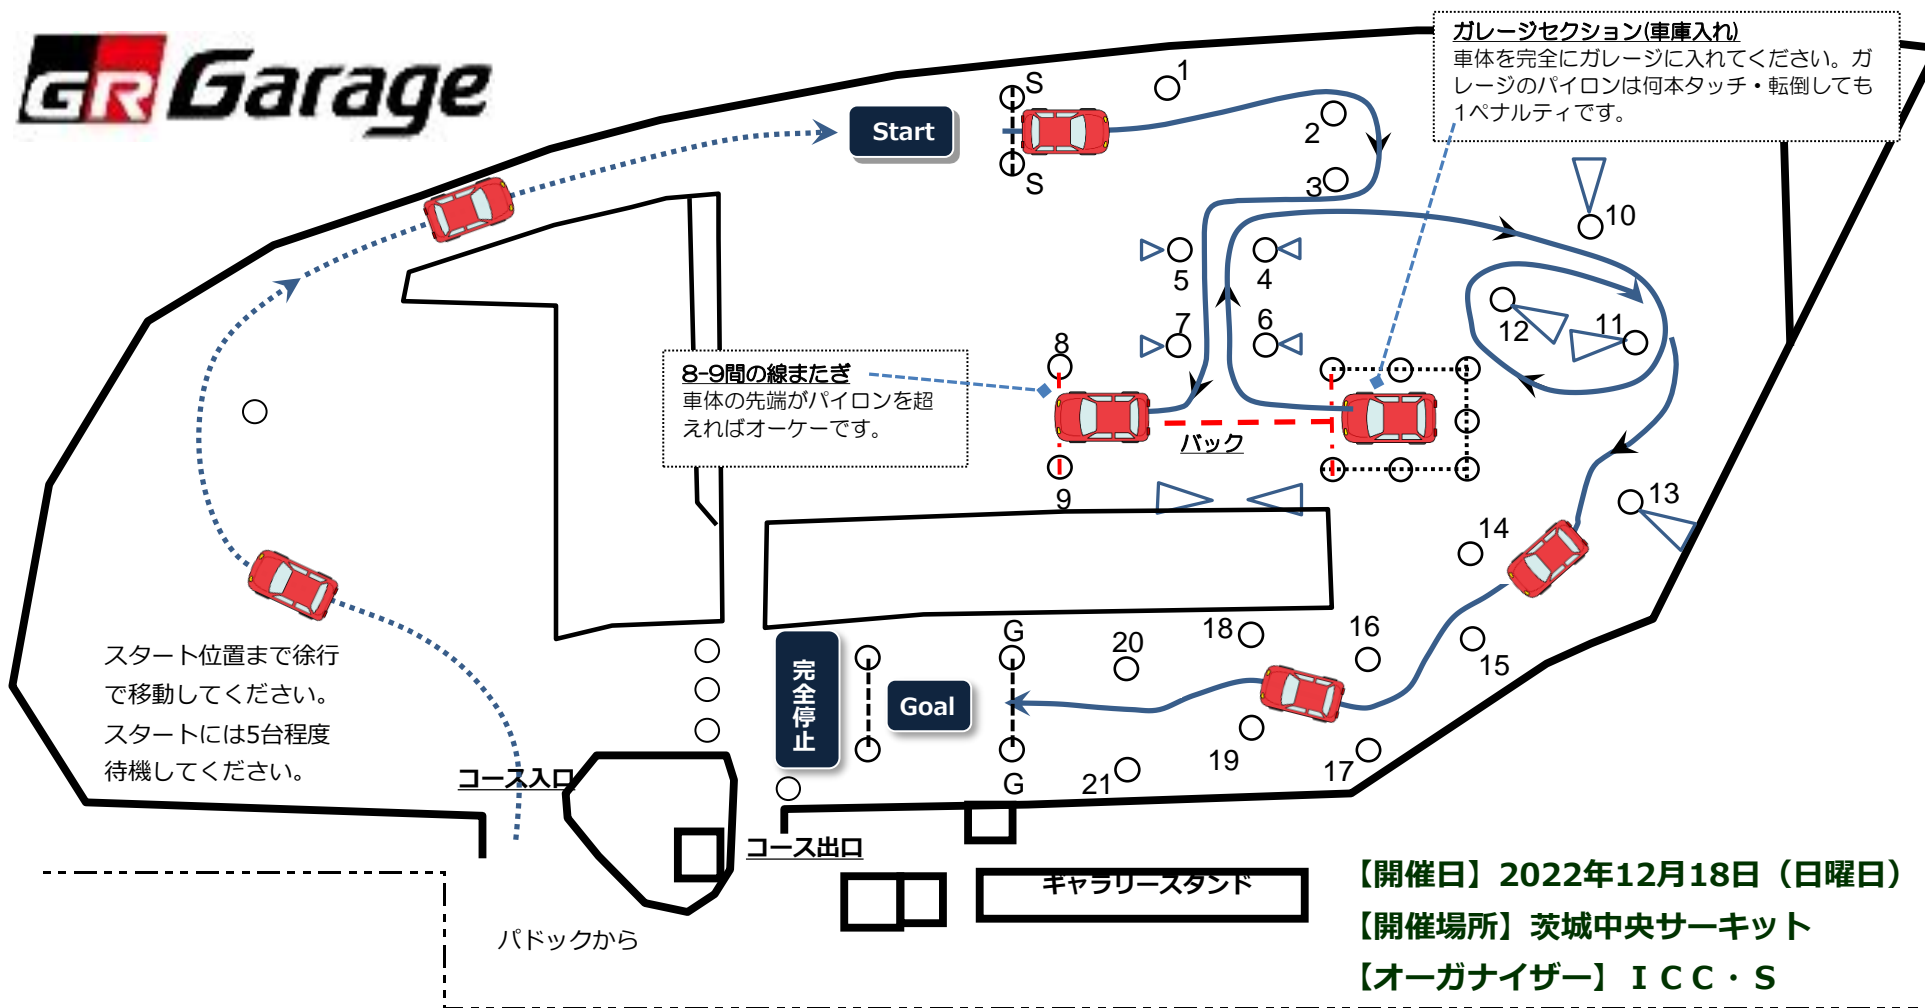 GR Garage
ガレージセクション(車庫入れ)
車体を完全にガレージに入れてください。ガ
レージのパイロンは何本タッチ・転倒しても
1ペナルティです。
Start
S
S
1
2
3
10
5
4
7
6
12
11
8
8-9間の線またぎ
車体の先端がパイロンを超
えればオーケーです。
バック
9
13
14
スタート位置まで徐行
で移動してください。
スタートには5台程度
待機してください。
完全停止
Goal
G
G
20
18
16
15
21
19
17
コース入口
コース出口
ギャラリースタンド
パドックから
【開催日】2022年12月18日（日曜日）
【開催場所】茨城中央サーキット
【オーガナイザー】ＩＣＣ・Ｓ